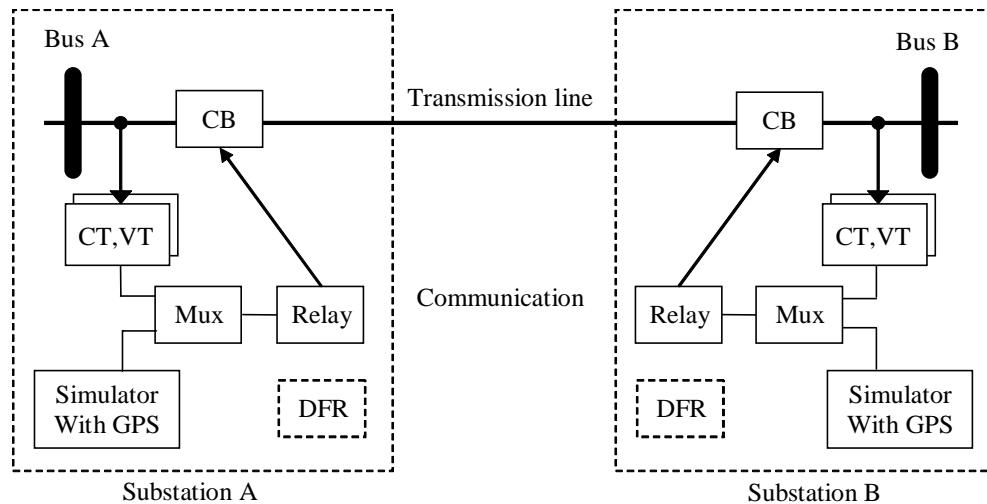 Bus A
Bus B
Transmission line
CB
CB
CT,VT
CT,VT
Communication
Mux
Relay
Relay
Mux
Simulator
With GPS
DFR
DFR
Simulator
With GPS
Substation A
Substation B